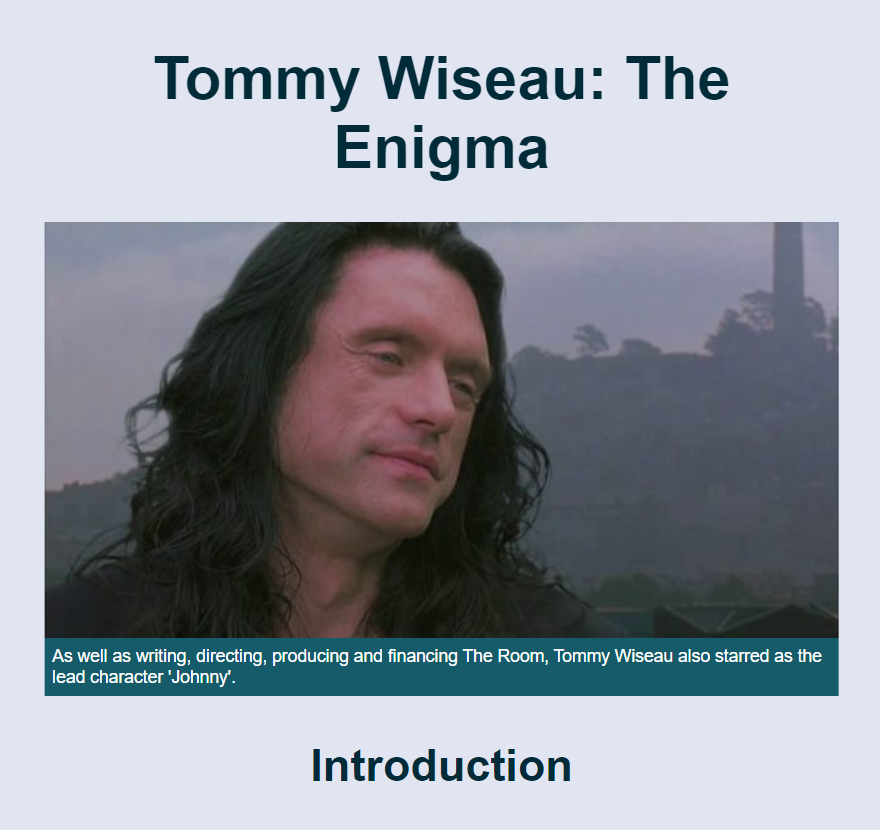 Tommy Wiseau: The
Enigma
As well as writing, directing, producing and financing The Room, Tommy Wiseau also starred as the
lead character 'Johnny'.
Introduction